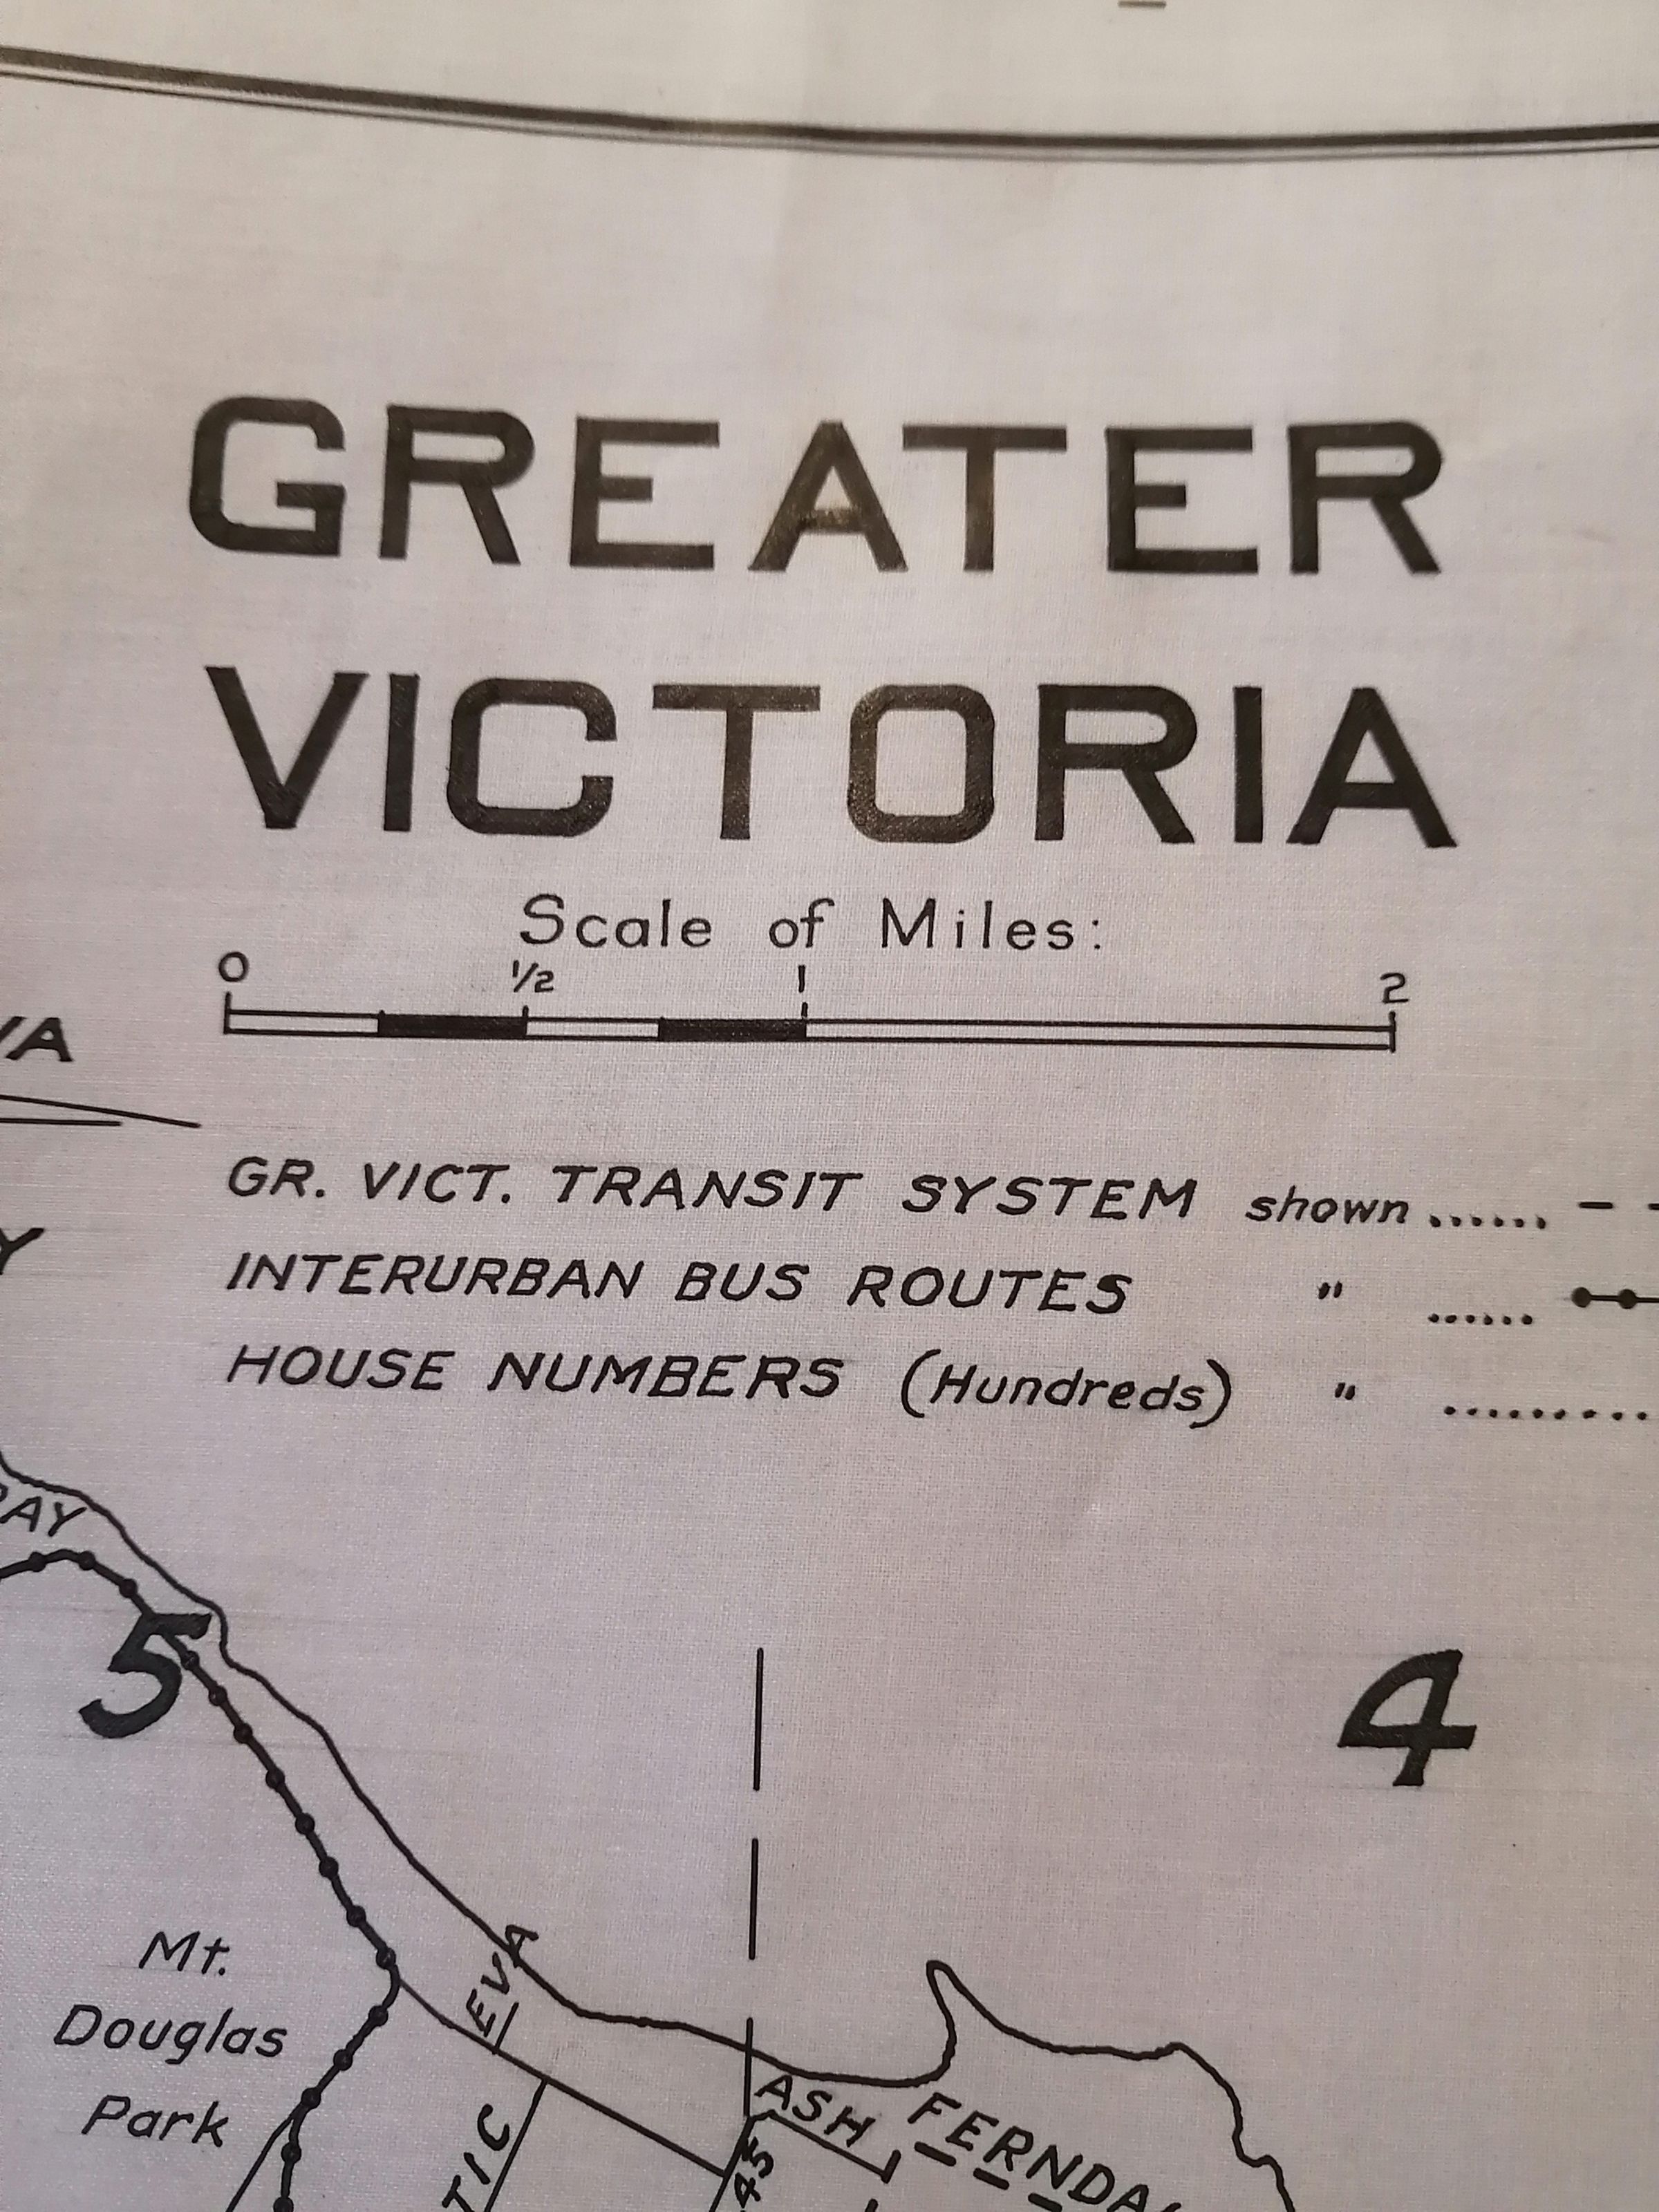 GREATER
VICTORIA
Scale of Miles:
0 1/2 1 2
GR. VICT. TRANSIT SYSTEM shown ......
INTERURBAN BUS ROUTES " ......
HOUSE NUMBERS (Hundreds) " ..........
5
4
Mt.
Douglas
Park
EVA
ASH
45